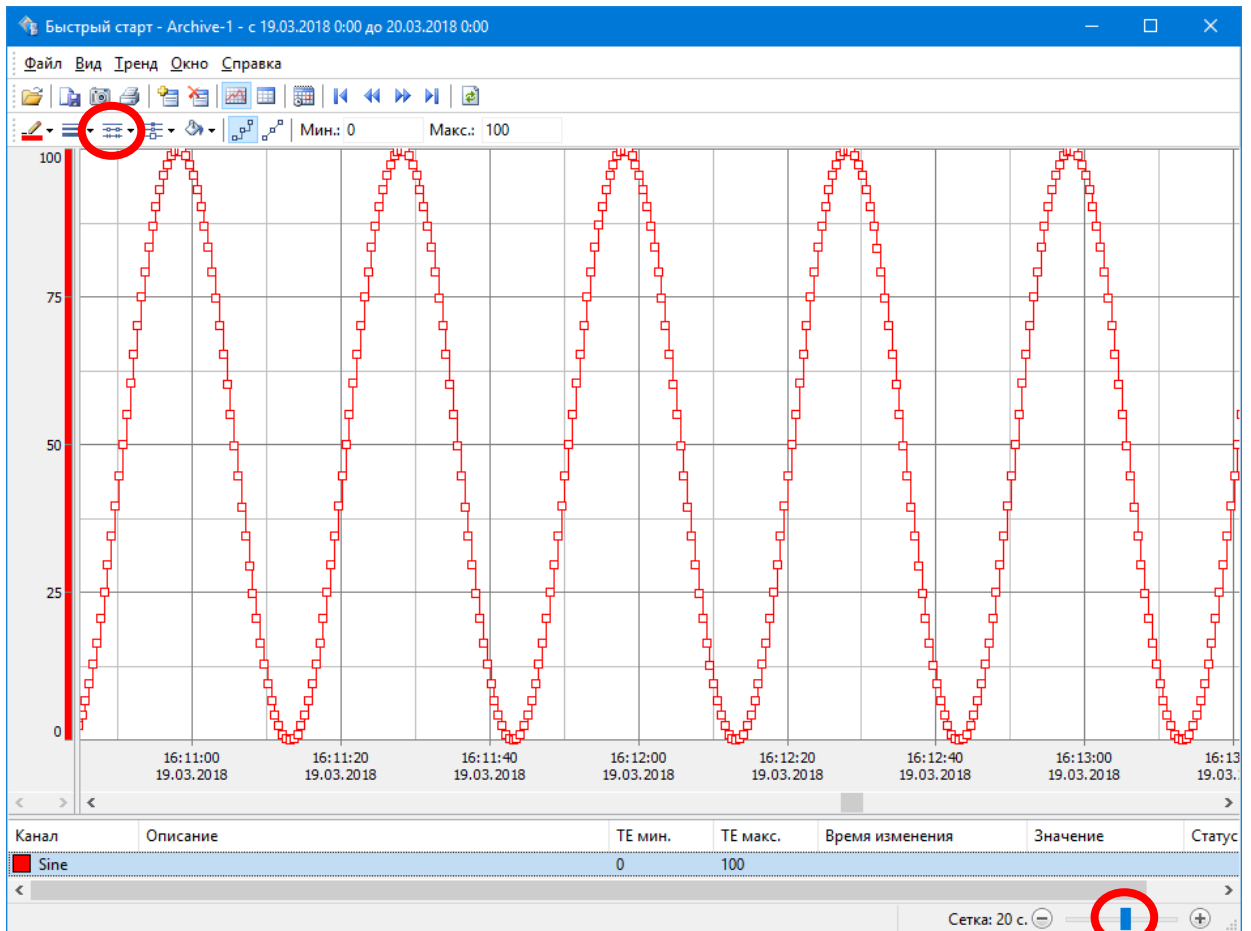 Быстрый старт - Archive-1 - с 19.03.2018 0:00 до 20.03.2018 0:00
Файл Вид Тренд Окно Справка
Мин.: 0 Макс.: 100
100
75
50
25
0
16:11:00 16:11:20 16:11:40 16:12:00 16:12:20 16:12:40 16:13:00 16:13
19.03.2018 19.03.2018 19.03.2018 19.03.2018 19.03.2018 19.03.2018 19.03.2018 19.03.
Канал Описание ТЕ мин. ТЕ макс. Время изменения Значение Статус
Sine 0 100
Сетка: 20 с.